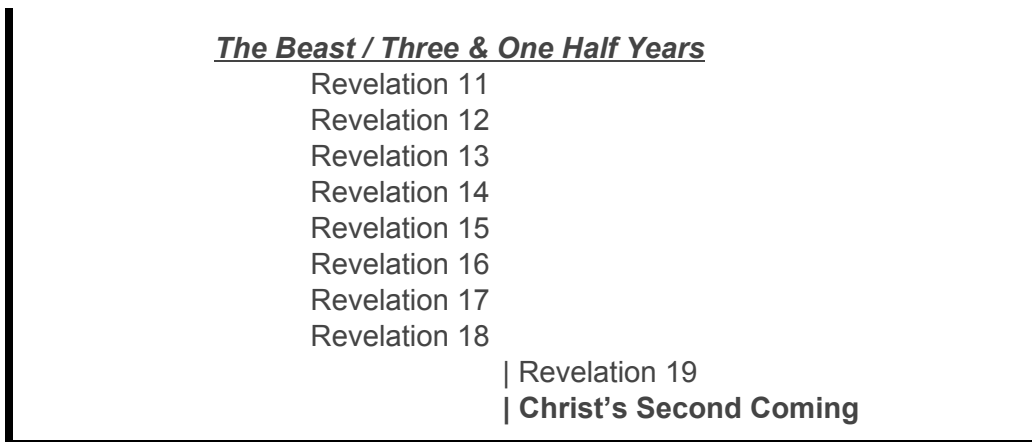 The Beast / Three & One Half Years
Revelation 11
Revelation 12
Revelation 13
Revelation 14
Revelation 15
Revelation 16
Revelation 17
Revelation 18
| Revelation 19
| Christ’s Second Coming